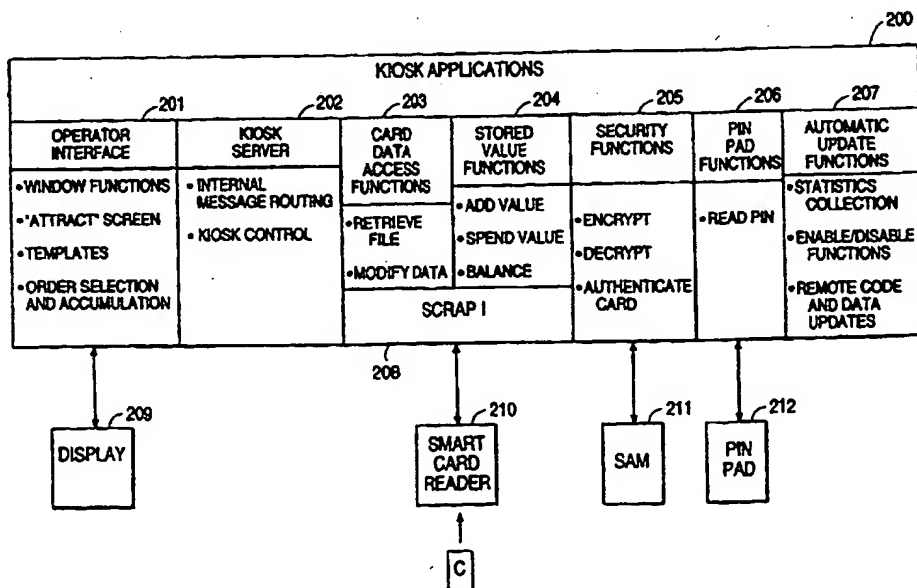 200
KIOSK APPLICATIONS
201
202
203
204
205
206
207
OPERATOR
INTERFACE
• WINDOW FUNCTIONS
• "ATTRACT" SCREEN
• TEMPLATES
• ORDER SELECTION
AND ACCUMULATION
KIOSK
SERVER
• INTERNAL
MESSAGE ROUTING
• KIOSK CONTROL
CARD
DATA
ACCESS
FUNCTIONS
• RETRIEVE
FILE
• MODIFY DATA
STORED
VALUE
FUNCTIONS
• ADD VALUE
• SPEND VALUE
• BALANCE
SCRAP I
SECURITY
FUNCTIONS
• ENCRYPT
• DECRYPT
• AUTHENTICATE
CARD
PIN
PAD
FUNCTIONS
• READ PIN
AUTOMATIC
UPDATE
FUNCTIONS
• STATISTICS
COLLECTION
• ENABLE/DISABLE
FUNCTIONS
• REMOTE CODE
AND DATA
UPDATES
208
209
DISPLAY
210
SMART
CARD
READER
211
SAM
212
PIN
PAD
C